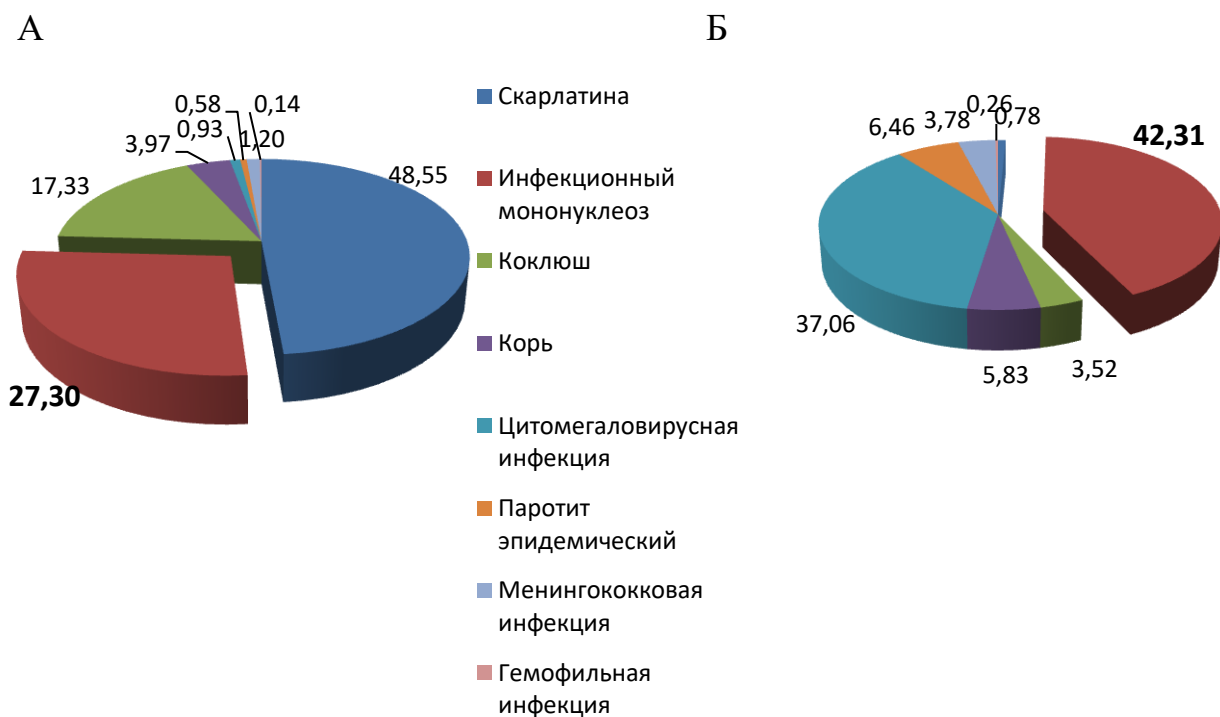 А
Б
0,58
0,14
3,97
0,93
1,20
17,33
48,55
27,30
Скарлатина
Инфекционный
мононуклеоз
Коклюш
Корь
Цитомегаловирусная
инфекция
Паротит
эпидемический
Менингококковая
инфекция
Гемофильная
инфекция
0,26
6,46
3,78
0,78
42,31
37,06
5,83
3,52